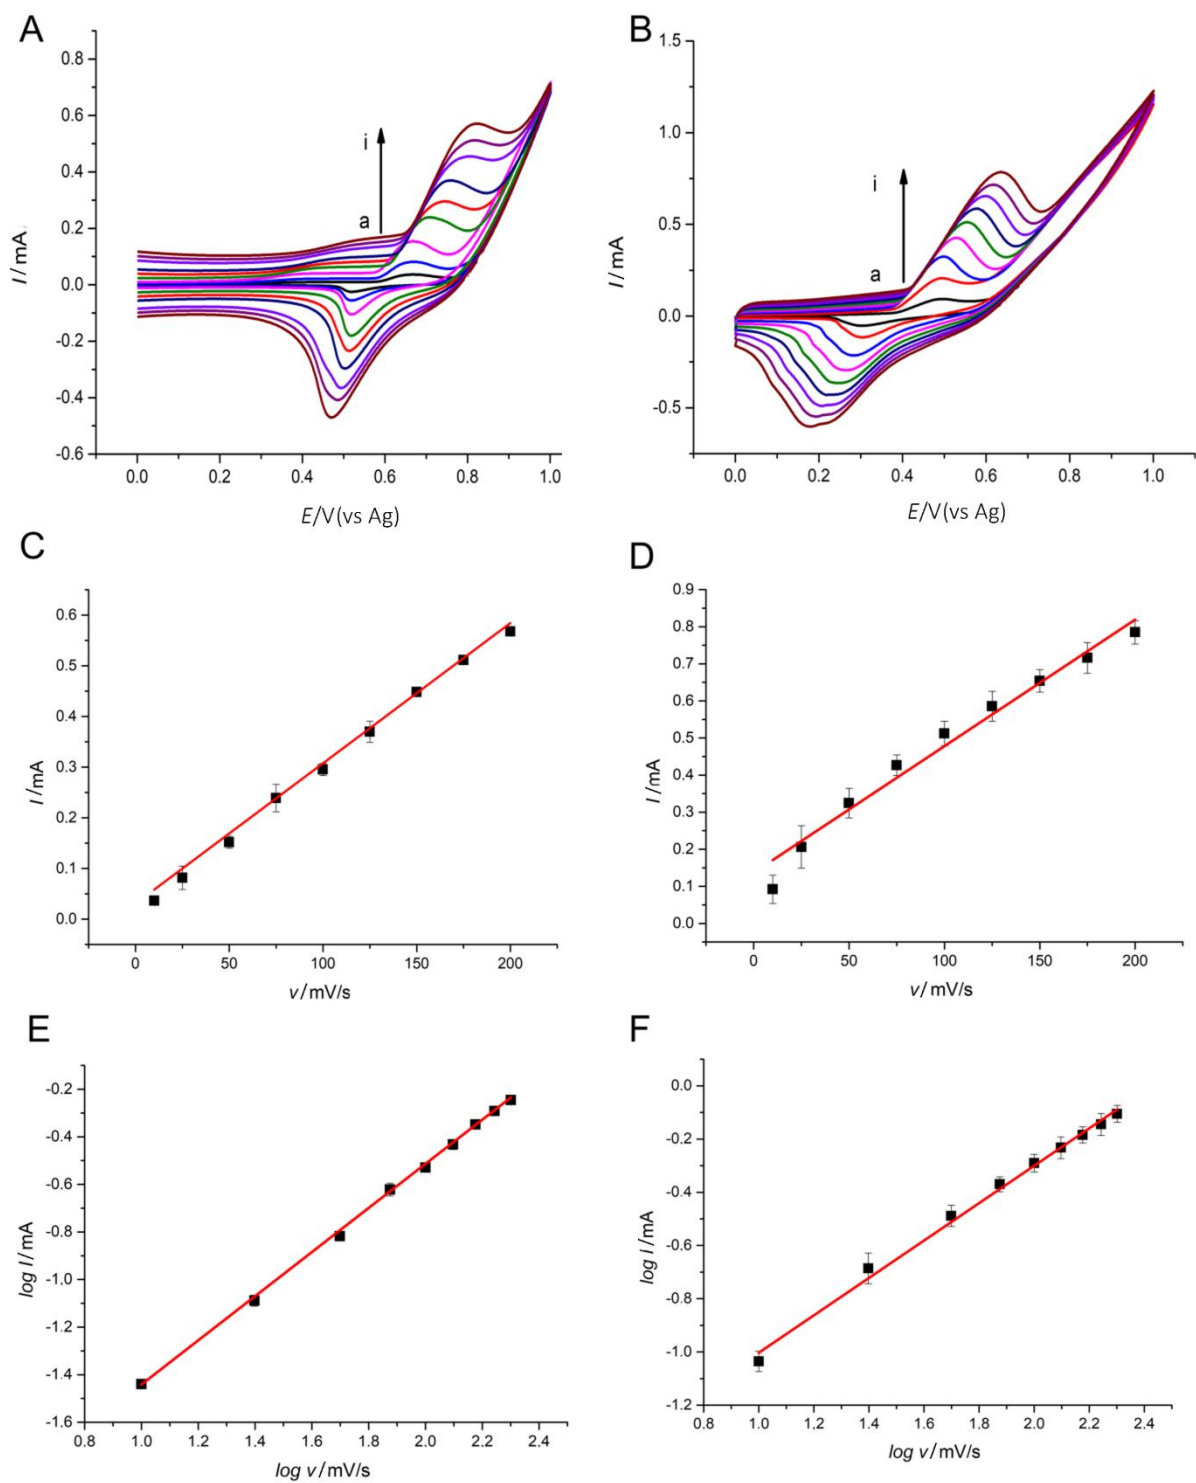 A
0.8
0.6
0.4
0.2
0.0
-0.2
-0.4
-0.6
I / mA
i
a
0.0 0.2 0.4 0.6 0.8 1.0
E/V(vs Ag)
B
1.5
1.0
0.5
0.0
-0.5
I / mA
i
a
0.0 0.2 0.4 0.6 0.8 1.0
E/V(vs Ag)
C
0.6
0.5
0.4
0.3
0.2
0.1
0.0
I / mA
0 50 100 150 200
v / mV/s
D
0.9
0.8
0.7
0.6
0.5
0.4
0.3
0.2
0.1
0.0
I / mA
0 50 100 150 200
v / mV/s
E
-0.2
-0.4
-0.6
-0.8
-1.0
-1.2
-1.4
-1.6
log I / mA
0.8 1.0 1.2 1.4 1.6 1.8 2.0 2.2 2.4
log v / mV/s
F
0.0
-0.2
-0.4
-0.6
-0.8
-1.0
-1.2
log I / mA
0.8 1.0 1.2 1.4 1.6 1.8 2.0 2.2 2.4
log v / mV/s